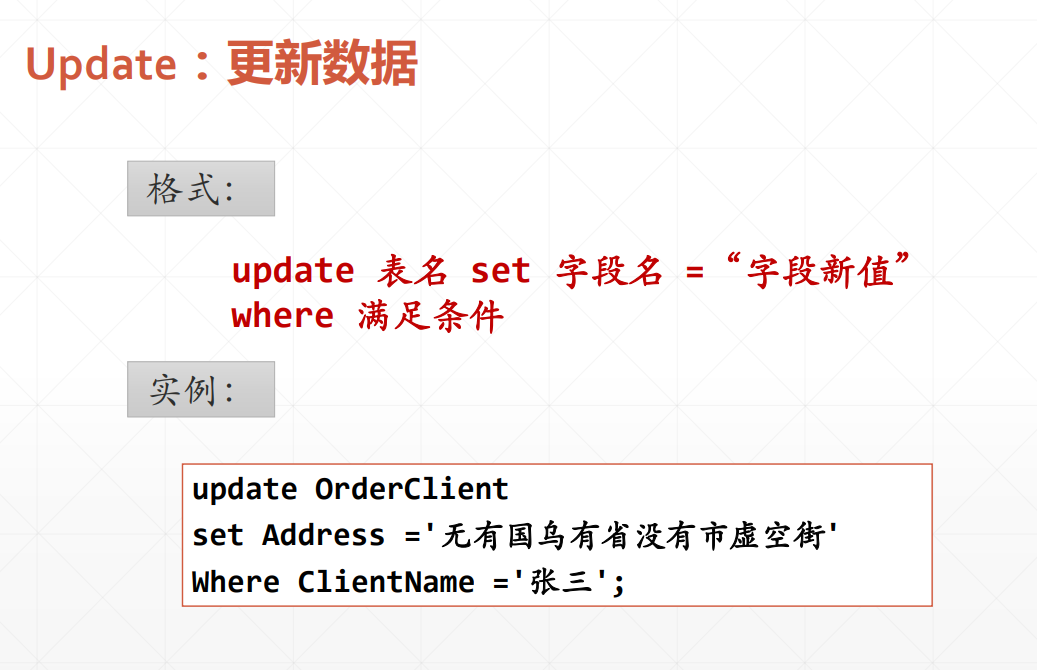 Update：更新数据
格式:
update 表名 set 字段名 =“字段新值”
where 满足条件
实例:
update OrderClient
set Address ='无有国乌有省没有市虚空街'
Where ClientName ='张三';